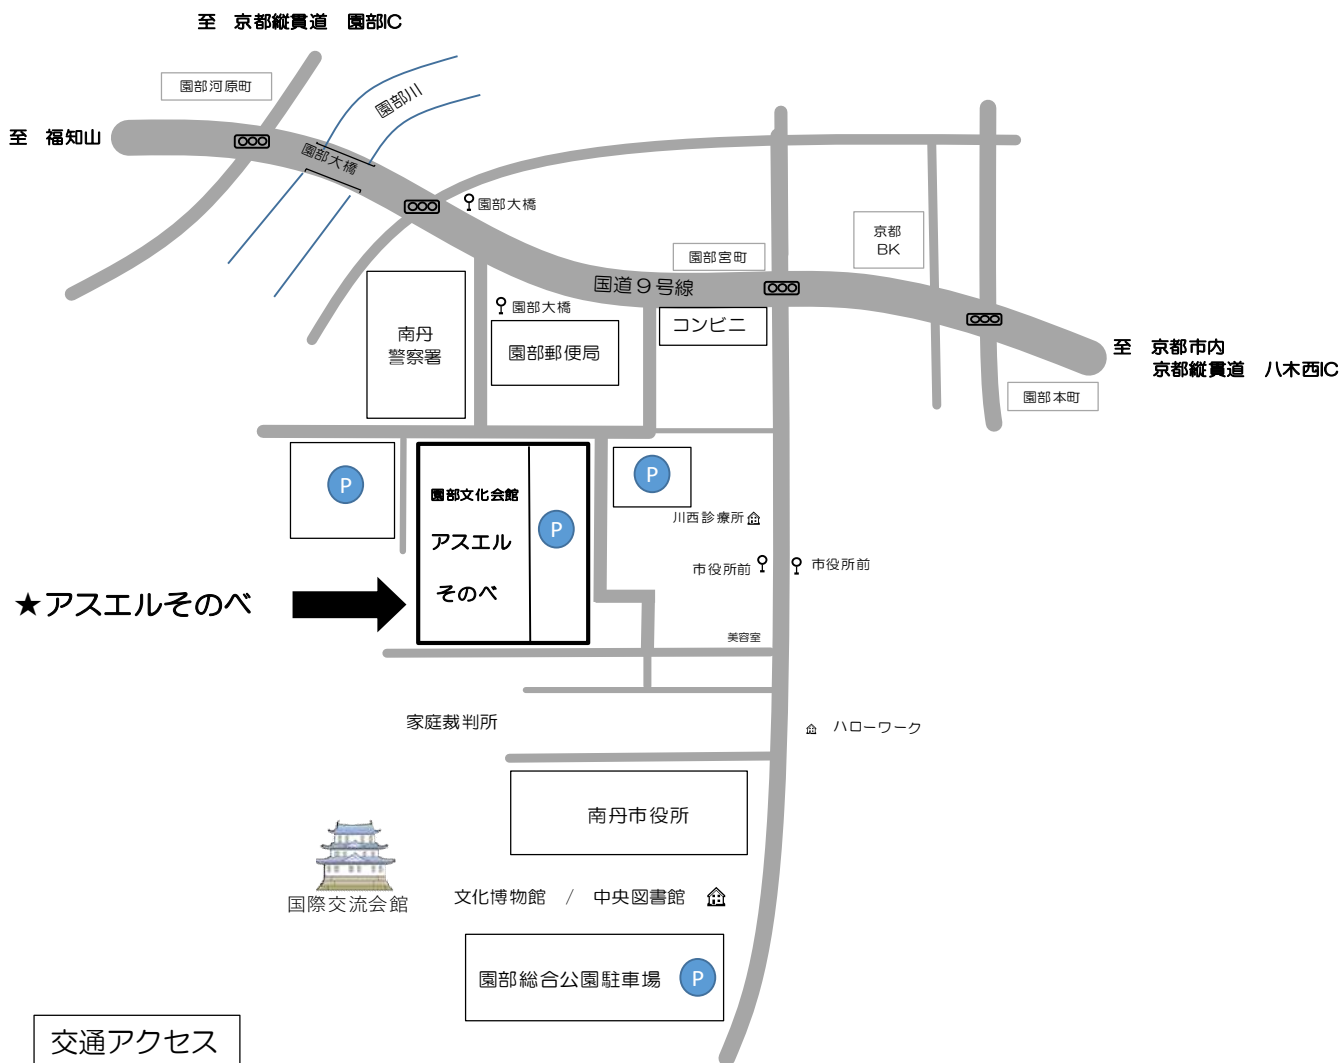 至　京都縦貫道　園部IC
園部河原町
園部川
至　福知山
園部大橋
園部大橋
京都
BK
園部宮町
国道９号線
園部大橋
コンビニ
南丹
警察署
園部郵便局
至　京都市内
京都縦貫道　八木西IC
園部本町
P
P
園部文化会館
P
アスエル
そのべ
川西診療所
市役所前
市役所前
★アスエルそのべ
美容室
家庭裁判所
ハローワーク
南丹市役所
国際交流会館
文化博物館　/　中央図書館
園部総合公園駐車場
P
交通アクセス